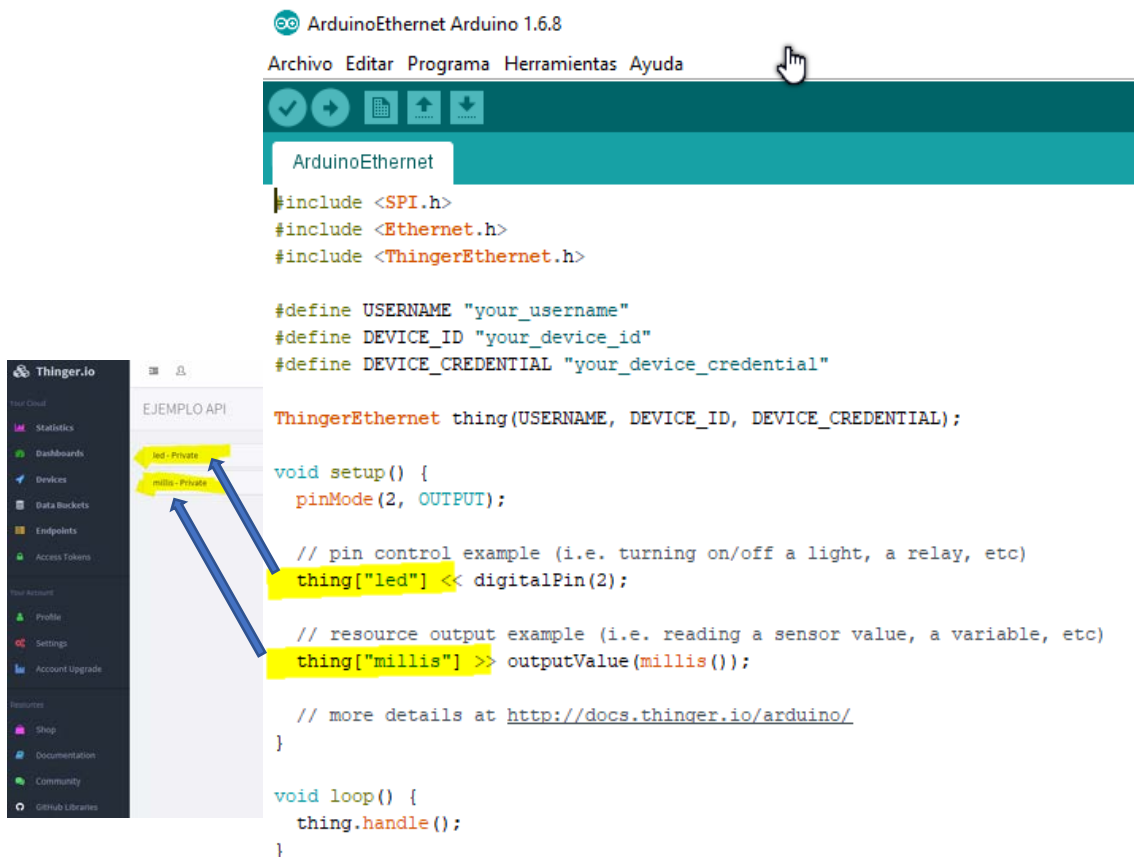 ArduinoEthernet Arduino 1.6.8
Archivo Editar Programa Herramientas Ayuda
ArduinoEthernet
#include <SPI.h>
#include <Ethernet.h>
#include <ThingerEthernet.h>
#define USERNAME "your_username"
#define DEVICE_ID "your_device_id"
#define DEVICE_CREDENTIAL "your_device_credential"
ThingerEthernet thing(USERNAME, DEVICE_ID, DEVICE_CREDENTIAL);
void setup() {
pinMode(2, OUTPUT);
// pin control example (i.e. turning on/off a light, a relay, etc)
thing["led"] << digitalPin(2);
// resource output example (i.e. reading a sensor value, a variable, etc)
thing["millis"] >> outputValue(millis());
// more details at http://docs.thinger.io/arduino/
}
void loop() {
thing.handle();
}
Thinger.io
Your Cloud
Statistics
Dashboards
Devices
Data Buckets
Endpoints
Access Tokens
Your Account
Profile
Settings
Account Upgrade
Resources
Shop
Documentation
Community
GitHub Libraries
EJEMPLO API
led - Private
millis - Private